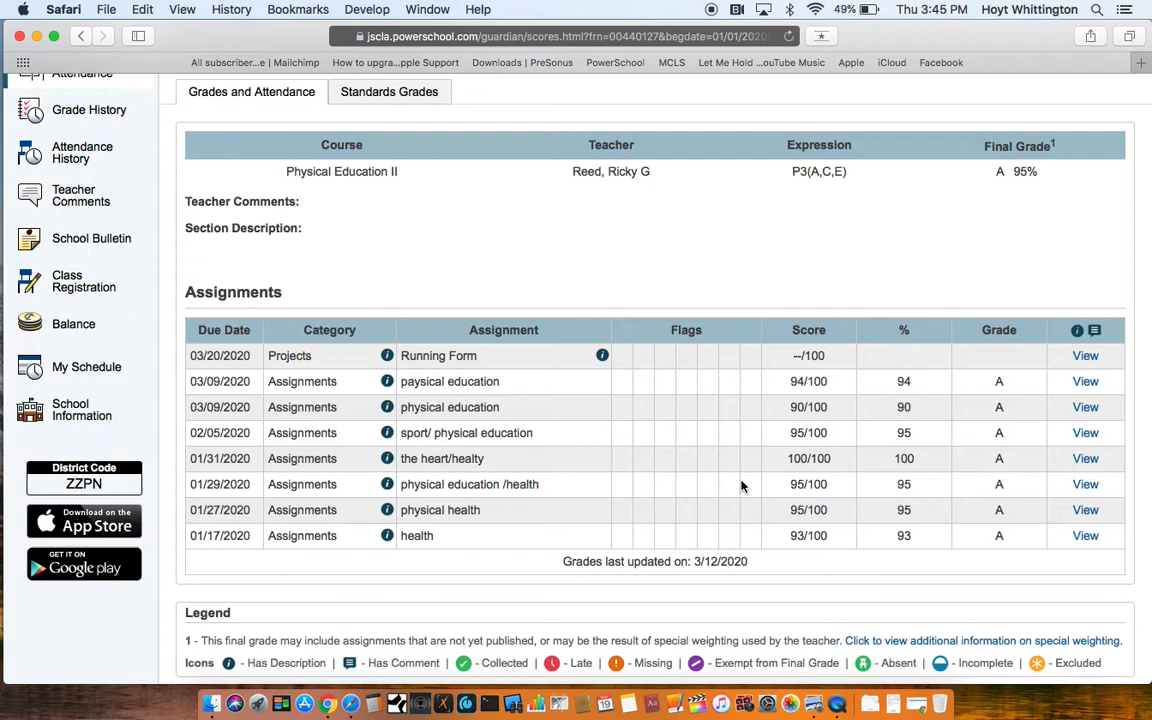 Safari File Edit View History Bookmarks Develop Window Help 49% Thu 3:45 PM Hoyt Whittington
jscla.powerschool.com/guardian/scores.html?frn=00440127&begdate=01/01/2020
All subscriber...e | Mailchimp How to upgra...pple Support Downloads | PreSonus PowerSchool MCLS Let Me Hold ...ouTube Music Apple iCloud Facebook
Attendance
Grades and Attendance Standards Grades
Grade History
Attendance
History
Teacher
Comments
School Bulletin
Class
Registration
Balance
My Schedule
School
Information
District Code
ZZPN
Download on the
App Store
GET IT ON
Google play
Course Teacher Expression Final Grade1
Physical Education II Reed, Ricky G P3(A,C,E) A 95%
Teacher Comments:
Section Description:
Assignments
Due Date Category Assignment Flags Score % Grade
03/20/2020 Projects Running Form --/100 View
03/09/2020 Assignments paysical education 94/100 94 A View
03/09/2020 Assignments physical education 90/100 90 A View
02/05/2020 Assignments sport/ physical education 95/100 95 A View
01/31/2020 Assignments the heart/healty 100/100 100 A View
01/29/2020 Assignments physical education /health 95/100 95 A View
01/27/2020 Assignments physical health 95/100 95 A View
01/17/2020 Assignments health 93/100 93 A View
Grades last updated on: 3/12/2020
Legend
1 - This final grade may include assignments that are not yet published, or may be the result of special weighting used by the teacher. Click to view additional information on special weighting.
Icons - Has Description | - Has Comment | - Collected | - Late | - Missing | - Exempt from Final Grade | - Absent | - Incomplete | - Excluded